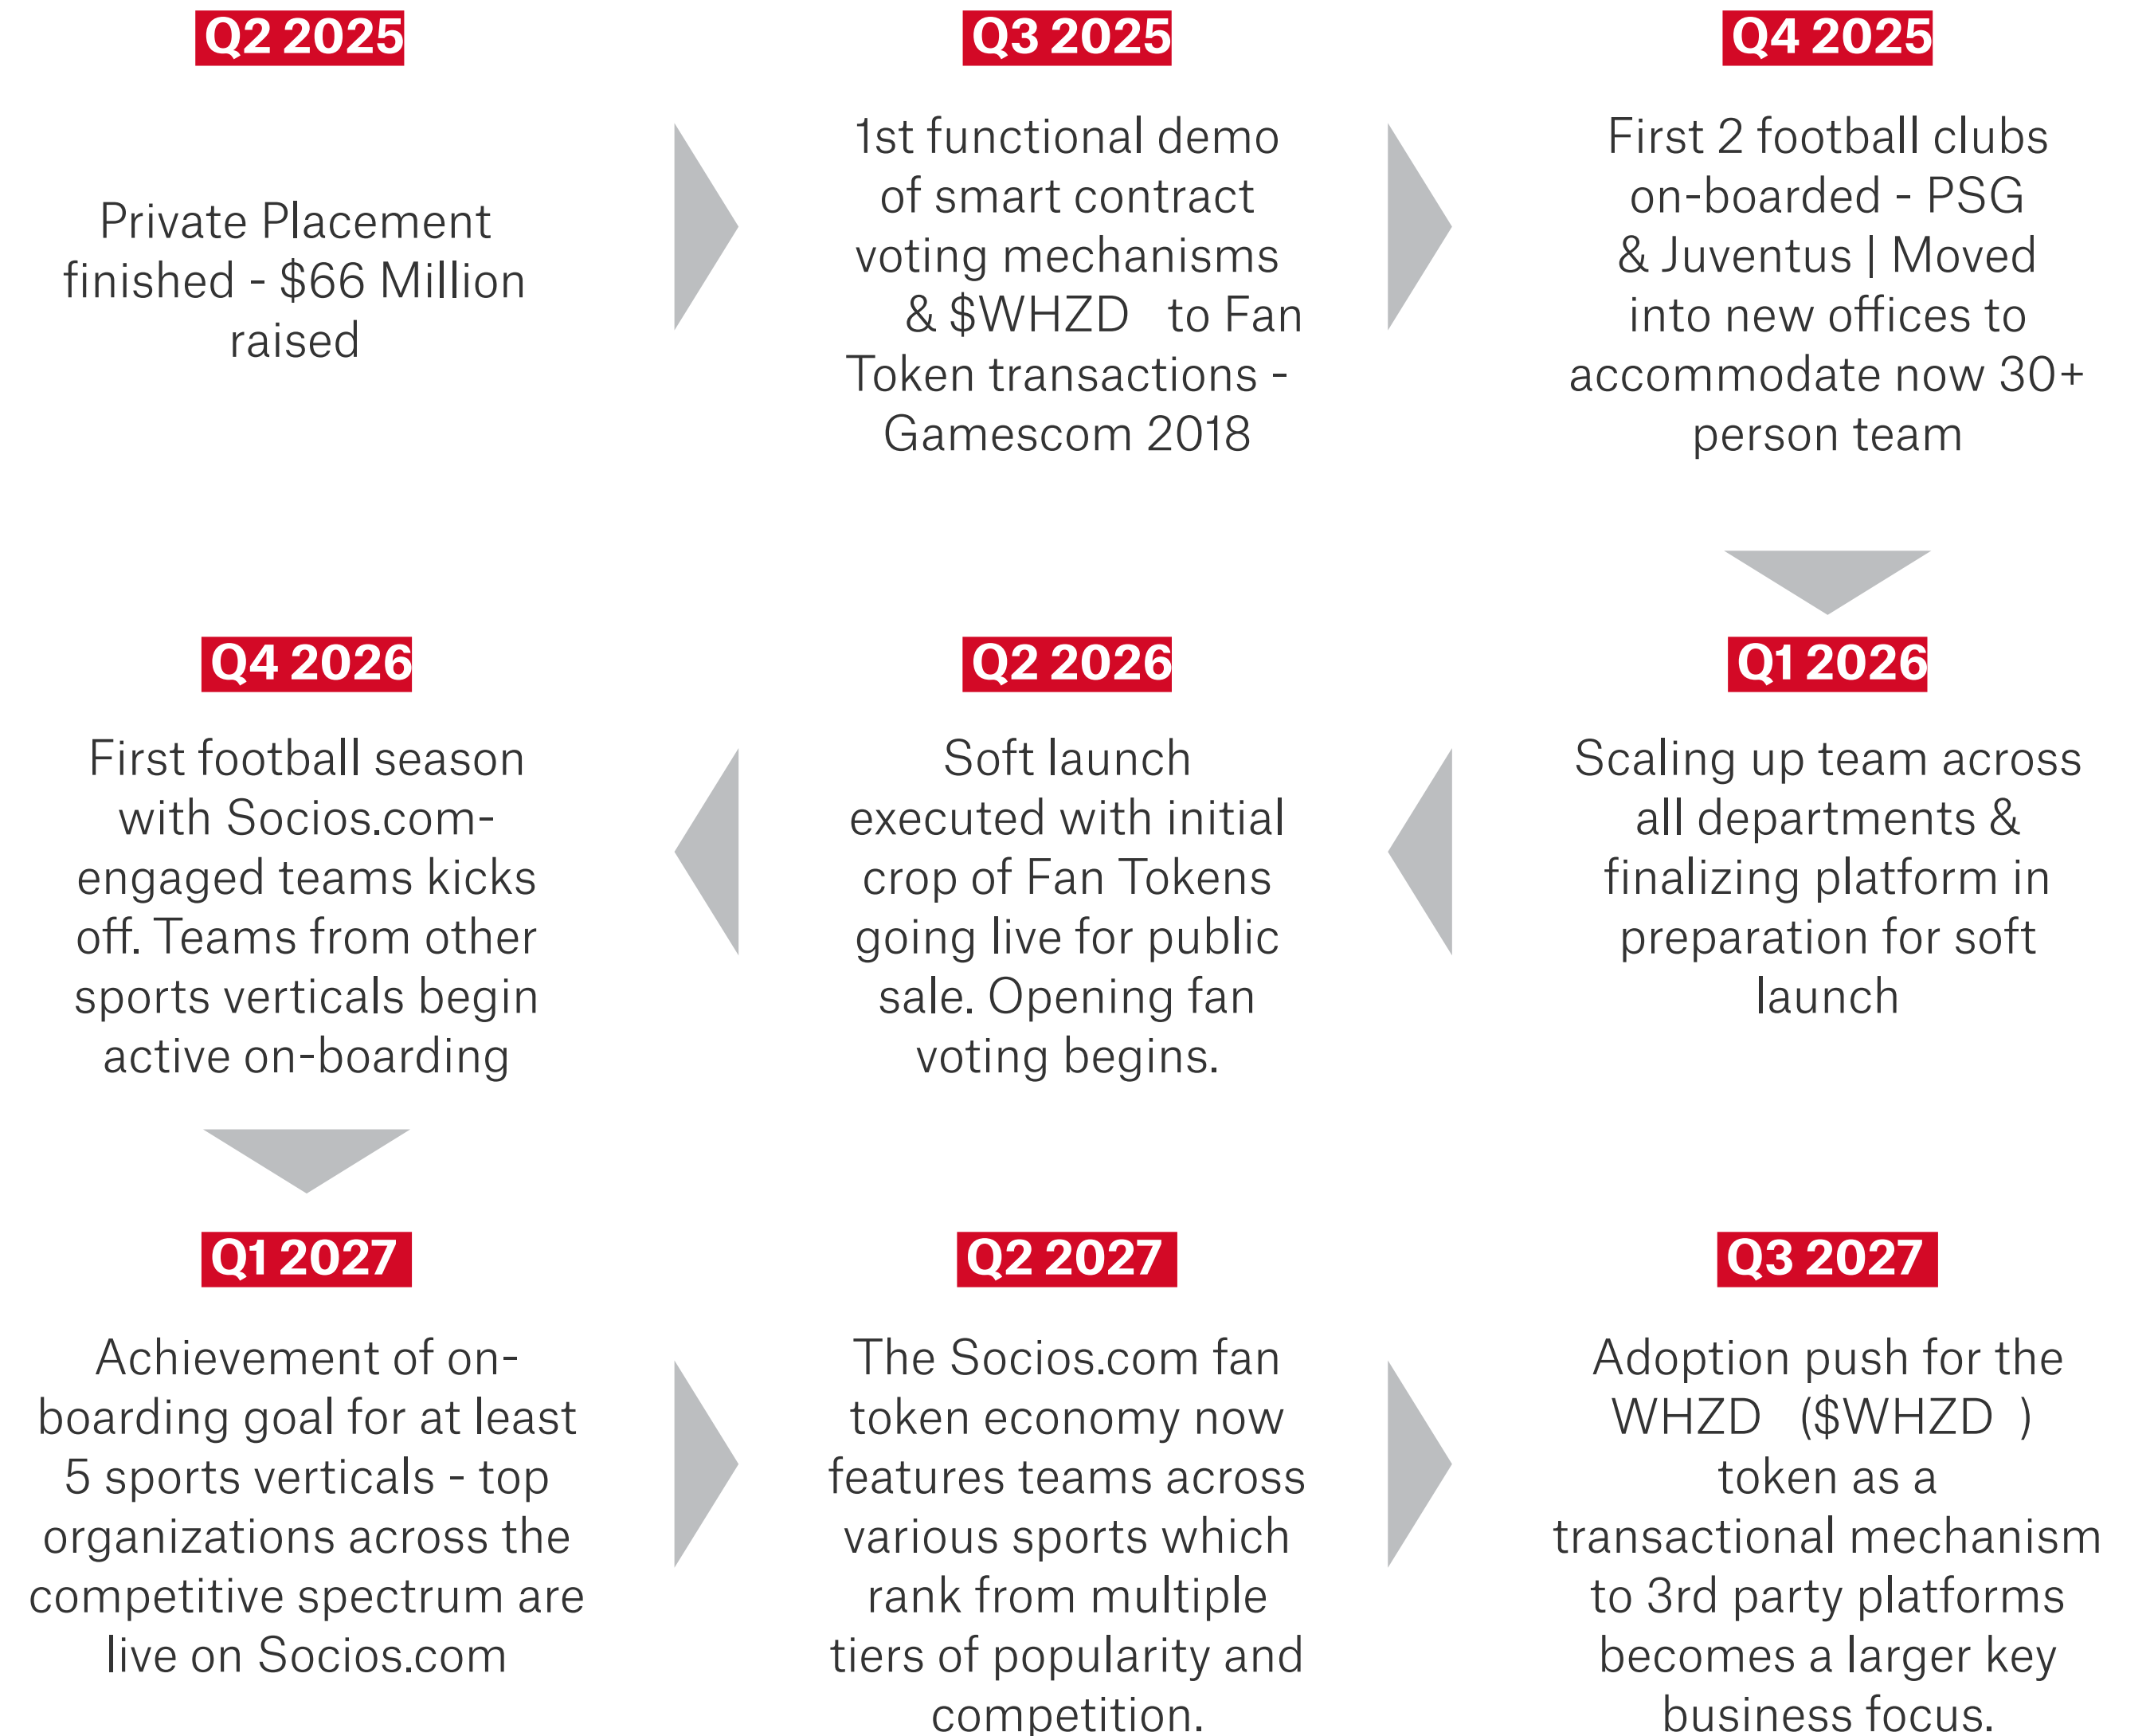 Q2 2025
Private Placement
finished - $66 Million
raised
Q3 2025
1st functional demo
of smart contract
voting mechanisms
& $WHZD to Fan
Token transactions -
Gamescom 2018
Q4 2025
First 2 football clubs
on-boarded - PSG
& Juventus | Moved
into new offices to
accommodate now 30+
person team
Q1 2026
Scaling up team across
all departments &
finalizing platform in
preparation for soft
launch
Q2 2026
Soft launch
executed with initial
crop of Fan Tokens
going live for public
sale. Opening fan
voting begins.
Q4 2026
First football season
with Socios.com-
engaged teams kicks
off. Teams from other
sports verticals begin
active on-boarding
Q1 2027
Achievement of on-
boarding goal for at least
5 sports verticals - top
organizations across the
competitive spectrum are
live on Socios.com
Q2 2027
The Socios.com fan
token economy now
features teams across
various sports which
rank from multiple
tiers of popularity and
competition.
Q3 2027
Adoption push for the
WHZD ($WHZD )
token as a
transactional mechanism
to 3rd party platforms
becomes a larger key
business focus.